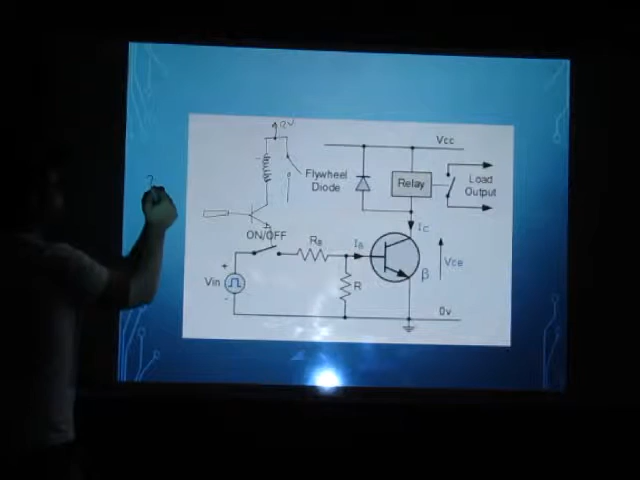 12V
Vcc
Flywheel
Diode
Relay
Load
Output
ON/OFF
RB
IB
IC
Vce
β
+
Vin
-
R
0v
?